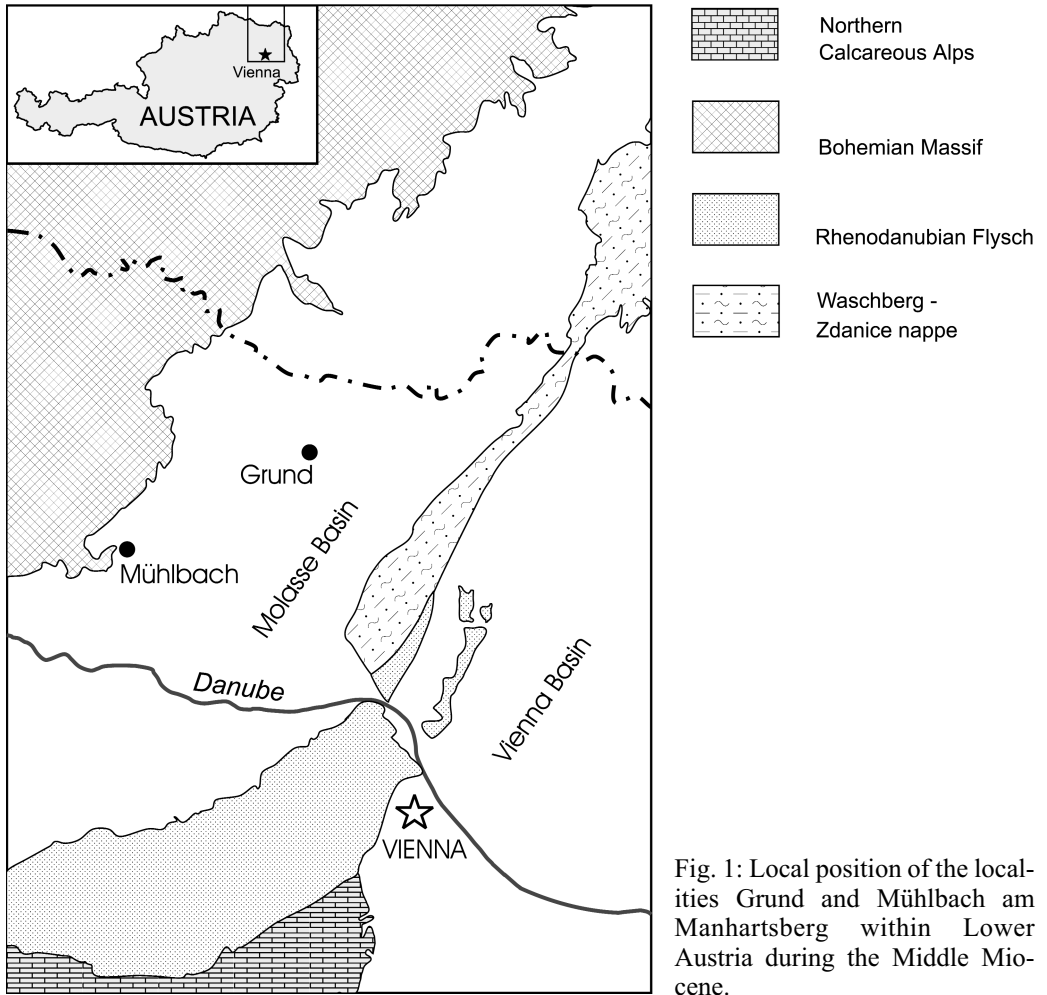 Vienna
AUSTRIA
Grund
Mühlbach
Molasse Basin
Danube
Vienna Basin
VIENNA
Northern
Calcareous Alps
Bohemian Massif
Rhenodanubian Flysch
Waschberg -
Zdanice nappe
Fig. 1: Local position of the local-
ities Grund and Mühlbach am
Manhartsberg within Lower
Austria during the Middle Mio-
cene.